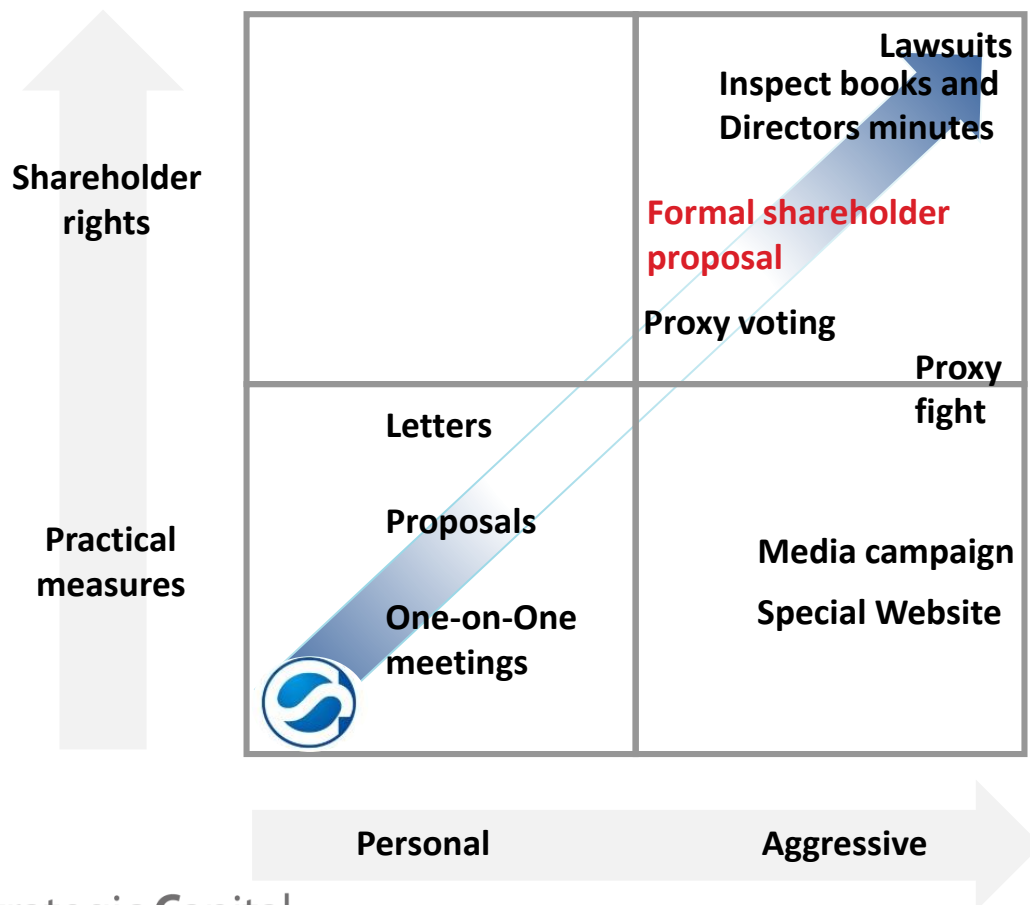 Lawsuits
Inspect books and
Directors minutes
Shareholder
rights
Formal shareholder
proposal
Proxy voting
Proxy
fight
Letters
Proposals
Practical
measures
Media campaign
Special Website
One-on-One
meetings
Personal
Aggressive